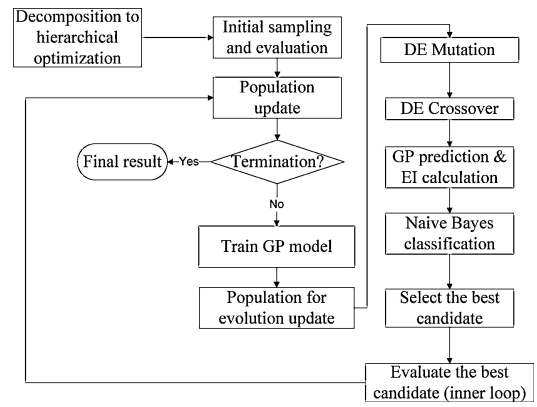 Decomposition to
hierarchical
optimization
Initial sampling
and evaluation
Population
update
Termination?
Yes
Final result
No
Train GP model
Population for
evolution update
DE Mutation
DE Crossover
GP prediction &
EI calculation
Naive Bayes
classification
Select the best
candidate
Evaluate the best
candidate (inner loop)